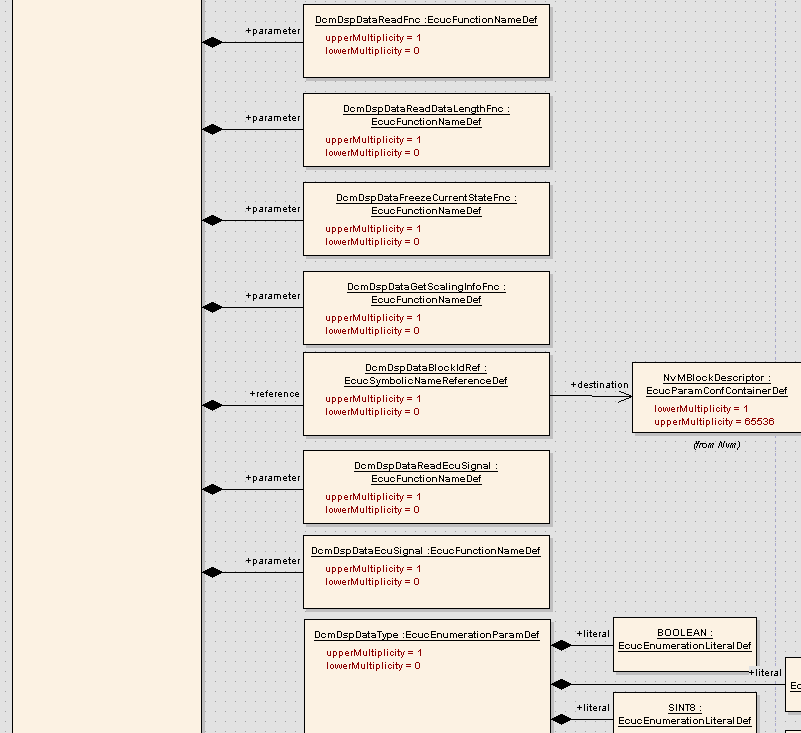 +parameter
DcmDspDataReadFnc :EcucFunctionNameDef
upperMultiplicity = 1
lowerMultiplicity = 0
+parameter
DcmDspDataReadDataLengthFnc :
EcucFunctionNameDef
upperMultiplicity = 1
lowerMultiplicity = 0
+parameter
DcmDspDataFreezeCurrentStateFnc :
EcucFunctionNameDef
upperMultiplicity = 1
lowerMultiplicity = 0
+parameter
DcmDspDataGetScalingInfoFnc :
EcucFunctionNameDef
upperMultiplicity = 1
lowerMultiplicity = 0
+reference
DcmDspDataBlockIdRef :
EcucSymbolicNameReferenceDef
upperMultiplicity = 1
lowerMultiplicity = 0
+destination
NvMBlockDescriptor :
EcucParamConfContainerDef
lowerMultiplicity = 1
upperMultiplicity = 65536
(from Nvm)
+parameter
DcmDspDataReadEcuSignal :
EcucFunctionNameDef
upperMultiplicity = 1
lowerMultiplicity = 0
+parameter
DcmDspDataEcuSignal :EcucFunctionNameDef
upperMultiplicity = 1
lowerMultiplicity = 0
DcmDspDataType :EcucEnumerationParamDef
upperMultiplicity = 1
lowerMultiplicity = 0
+literal
BOOLEAN :
EcucEnumerationLiteralDef
+literal
+literal
SINT8 :
EcucEnumerationLiteralDef